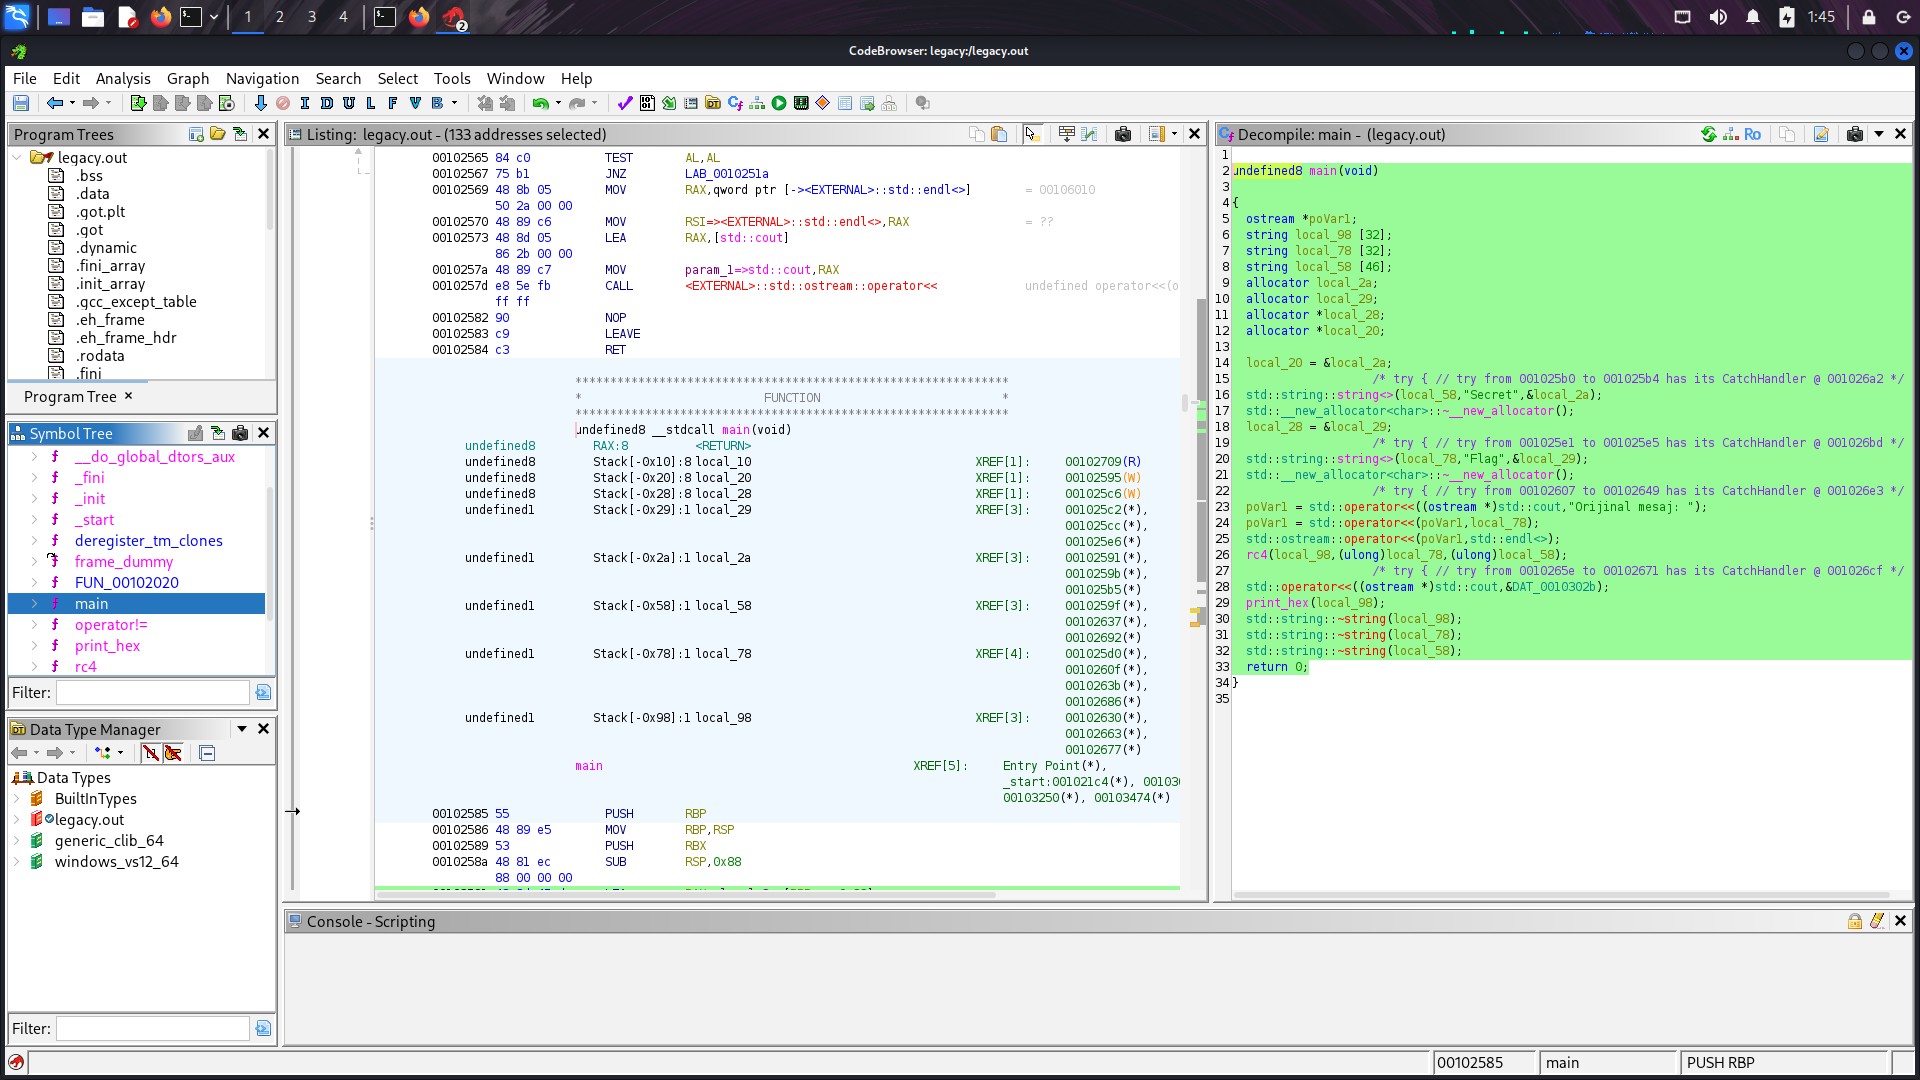 1 2 3 4 2 1:45
CodeBrowser: legacy:/legacy.out
File Edit Analysis Graph Navigation Search Select Tools Window Help
I D U L F V B
Program Trees
legacy.out
.bss
.data
.got.plt
.got
.dynamic
.fini_array
.init_array
.gcc_except_table
.eh_frame
.eh_frame_hdr
.rodata
.fini
Program Tree ×
Symbol Tree
f __do_global_dtors_aux
f _fini
f _init
f _start
f deregister_tm_clones
f frame_dummy
f FUN_00102020
f main
f operator!=
f print_hex
f rc4
Filter:
Data Type Manager
Data Types
BuiltInTypes
legacy.out
generic_clib_64
windows_vs12_64
Filter:
Listing: legacy.out - (133 addresses selected)
00102565 84 c0 TEST AL,AL
00102567 75 b1 JNZ LAB_0010251a
00102569 48 8b 05 MOV RAX,qword ptr [-><EXTERNAL>::std::endl<>] = 00106010
50 2a 00 00
00102570 48 89 c6 MOV RSI=><EXTERNAL>::std::endl<>,RAX = ??
00102573 48 8d 05 LEA RAX,[std::cout]
86 2b 00 00
0010257a 48 89 c7 MOV param_1=>std::cout,RAX
0010257d e8 5e fb CALL <EXTERNAL>::std::ostream::operator<< undefined operator<<(o
ff ff
00102582 90 NOP
00102583 c9 LEAVE
00102584 c3 RET
**************************************************************
* FUNCTION *
**************************************************************
undefined8 __stdcall main(void)
undefined8 RAX:8 <RETURN>
undefined8 Stack[-0x10]:8 local_10 XREF[1]: 00102709(R)
undefined8 Stack[-0x20]:8 local_20 XREF[1]: 00102595(W)
undefined8 Stack[-0x28]:8 local_28 XREF[1]: 001025c6(W)
undefined1 Stack[-0x29]:1 local_29 XREF[3]: 001025c2(*),
001025cc(*),
001025e6(*)
undefined1 Stack[-0x2a]:1 local_2a XREF[3]: 00102591(*),
0010259b(*),
001025b5(*)
undefined1 Stack[-0x58]:1 local_58 XREF[3]: 0010259f(*),
00102637(*),
00102692(*)
undefined1 Stack[-0x78]:1 local_78 XREF[4]: 001025d0(*),
0010260f(*),
0010263b(*),
00102686(*)
undefined1 Stack[-0x98]:1 local_98 XREF[3]: 00102630(*),
00102663(*),
00102677(*)
main XREF[5]: Entry Point(*),
_start:001021c4(*), 00103
00103250(*), 00103474(*)
00102585 55 PUSH RBP
00102586 48 89 e5 MOV RBP,RSP
00102589 53 PUSH RBX
0010258a 48 81 ec SUB RSP,0x88
88 00 00 00
Decompile: main - (legacy.out)
Ro
1
2 undefined8 main(void)
3
4 {
5 ostream *poVar1;
6 string local_98 [32];
7 string local_78 [32];
8 string local_58 [46];
9 allocator local_2a;
10 allocator local_29;
11 allocator *local_28;
12 allocator *local_20;
13
14 local_20 = &local_2a;
15 /* try { // try from 001025b0 to 001025b4 has its CatchHandler @ 001026a2 */
16 std::string::string<>(local_58,"Secret",&local_2a);
17 std::__new_allocator<char>::~__new_allocator();
18 local_28 = &local_29;
19 /* try { // try from 001025e1 to 001025e5 has its CatchHandler @ 001026bd */
20 std::string::string<>(local_78,"Flag",&local_29);
21 std::__new_allocator<char>::~__new_allocator();
22 /* try { // try from 00102607 to 00102649 has its CatchHandler @ 001026e3 */
23 poVar1 = std::operator<<((ostream *)std::cout,"Orijinal mesaj: ");
24 poVar1 = std::operator<<(poVar1,local_78);
25 std::ostream::operator<<(poVar1,std::endl<>);
26 rc4(local_98,(ulong)local_78,(ulong)local_58);
27 /* try { // try from 0010265e to 00102671 has its CatchHandler @ 001026cf */
28 std::operator<<((ostream *)std::cout,&DAT_0010302b);
29 print_hex(local_98);
30 std::string::~string(local_98);
31 std::string::~string(local_78);
32 std::string::~string(local_58);
33 return 0;
34 }
35
Console - Scripting
00102585 main PUSH RBP